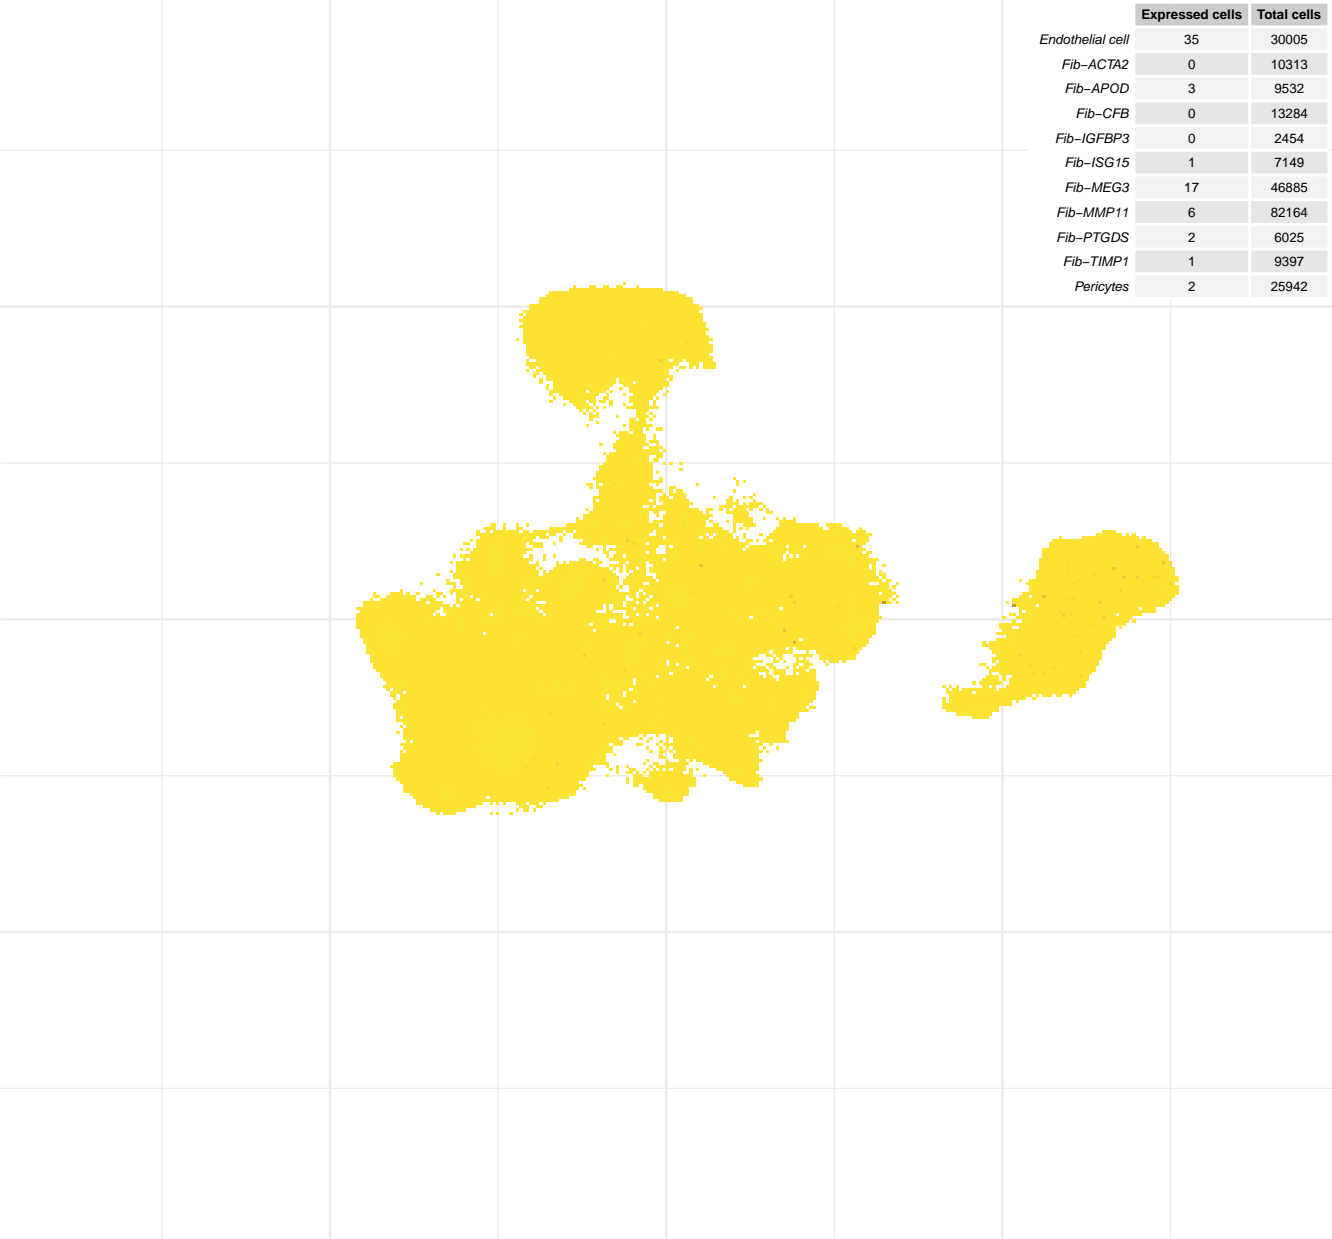 Expressed cells Total cells
Endothelial cell 35 30005
Fib−ACTA2 0 10313
Fib−APOD 3 9532
Fib−CFB 0 13284
Fib−IGFBP3 0 2454
Fib−ISG15 1 7149
Fib−MEG3 17 46885
Fib−MMP11 6 82164
Fib−PTGDS 2 6025
Fib−TIMP1 1 9397
Pericytes 2 25942